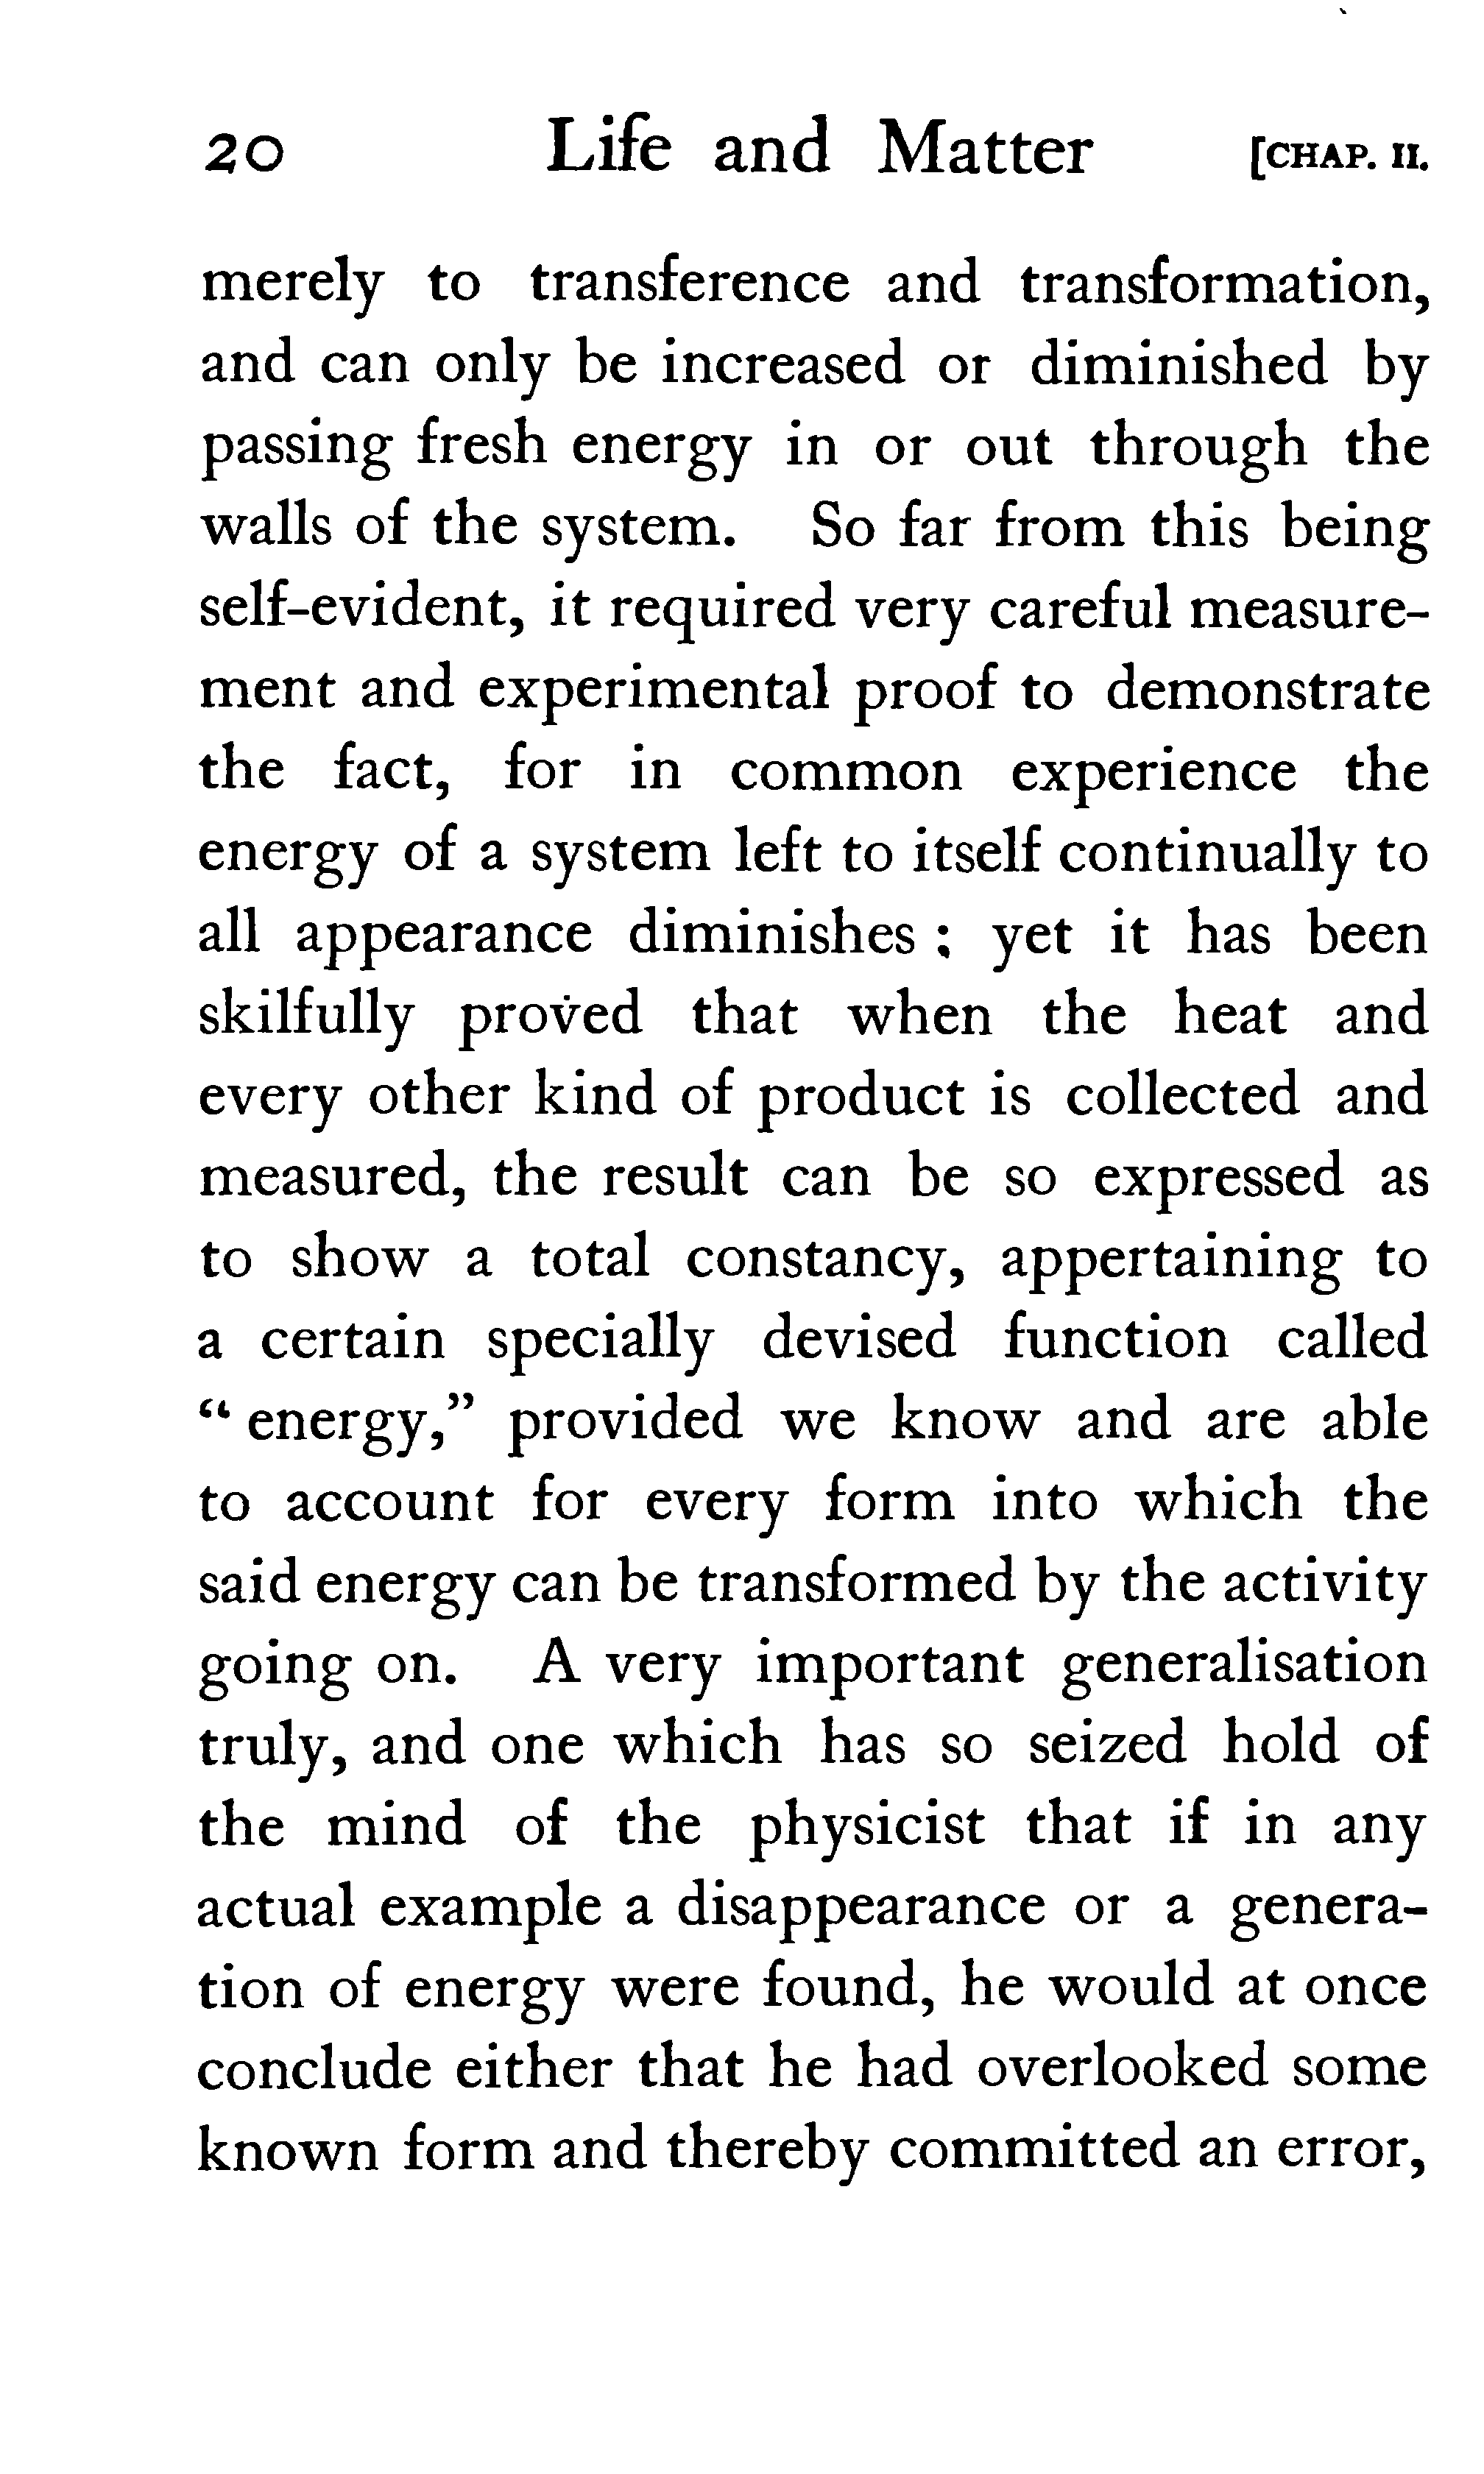 20 Life and Matter [CHAP. II.
merely to transference and transformation,
and can only be increased or diminished by
passing fresh energy in or out through the
walls of the system. So far from this being
self-evident, it required very careful measure-
ment and experimental proof to demonstrate
the fact, for in common experience the
energy of a system left to itself continually to
all appearance diminishes ; yet it has been
skilfully proved that when the heat and
every other kind of product is collected and
measured, the result can be so expressed as
to show a total constancy, appertaining to
a certain specially devised function called
“ energy,” provided we know and are able
to account for every form into which the
said energy can be transformed by the activity
going on. A very important generalisation
truly, and one which has so seized hold of
the mind of the physicist that if in any
actual example a disappearance or a genera-
tion of energy were found, he would at once
conclude either that he had overlooked some
known form and thereby committed an error,